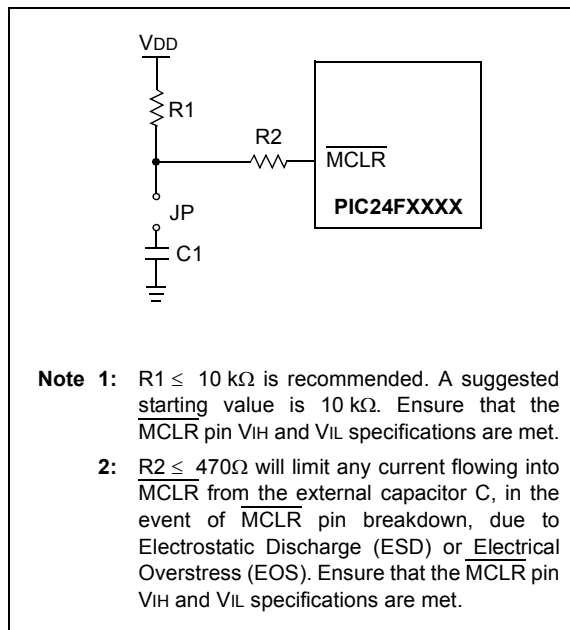 VDD
R1
R2
MCLR
JP
PIC24FXXXX
C1
Note 1: R1 ≤ 10 kΩ is recommended. A suggested
starting value is 10 kΩ. Ensure that the
MCLR pin VIH and VIL specifications are met.
2: R2 ≤ 470Ω will limit any current flowing into
MCLR from the external capacitor C, in the
event of MCLR pin breakdown, due to
Electrostatic Discharge (ESD) or Electrical
Overstress (EOS). Ensure that the MCLR pin
VIH and VIL specifications are met.